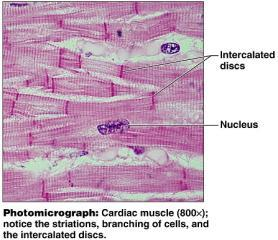 Intercalated
discs
Nucleus
Photomicrograph: Cardiac muscle (800×);
notice the striations, branching of cells, and
the intercalated discs.